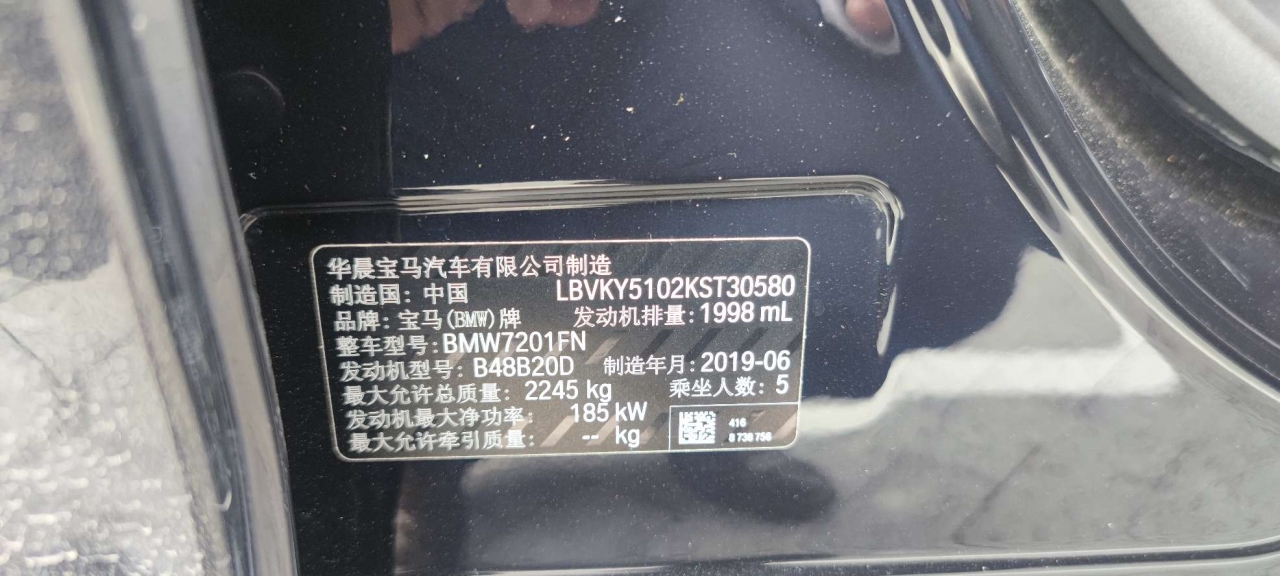 华晨宝马汽车有限公司制造
制造国：中国 LBVKY5102KST30580
品牌：宝马(BMW)牌 发动机排量：1998 mL
整车型号：BMW7201FN
发动机型号：B48B20D 制造年月：2019-06
最大允许总质量：2245 kg 乘坐人数：5
发动机最大净功率：185 kW
最大允许牵引质量：-- kg
416
8 738 756